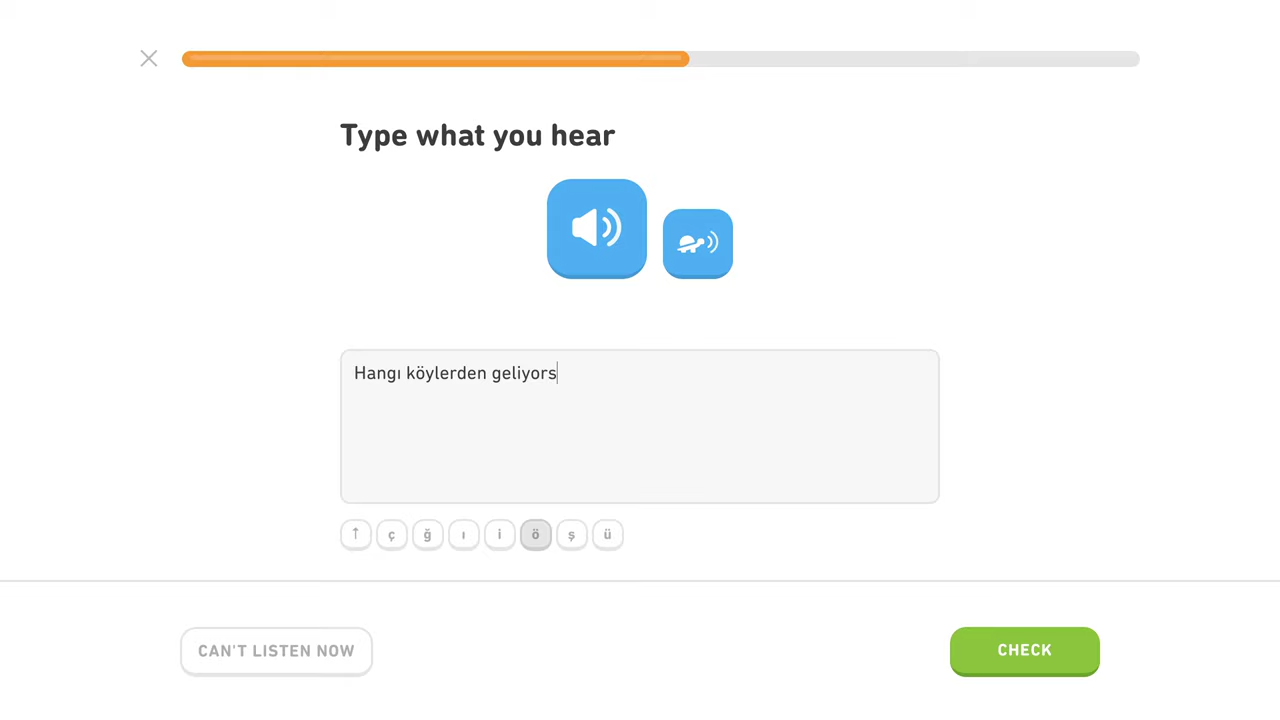 Type what you hear
Hangı köylerden geliyors
↑ ç ğ ı i ö ş ü
CAN'T LISTEN NOW
CHECK